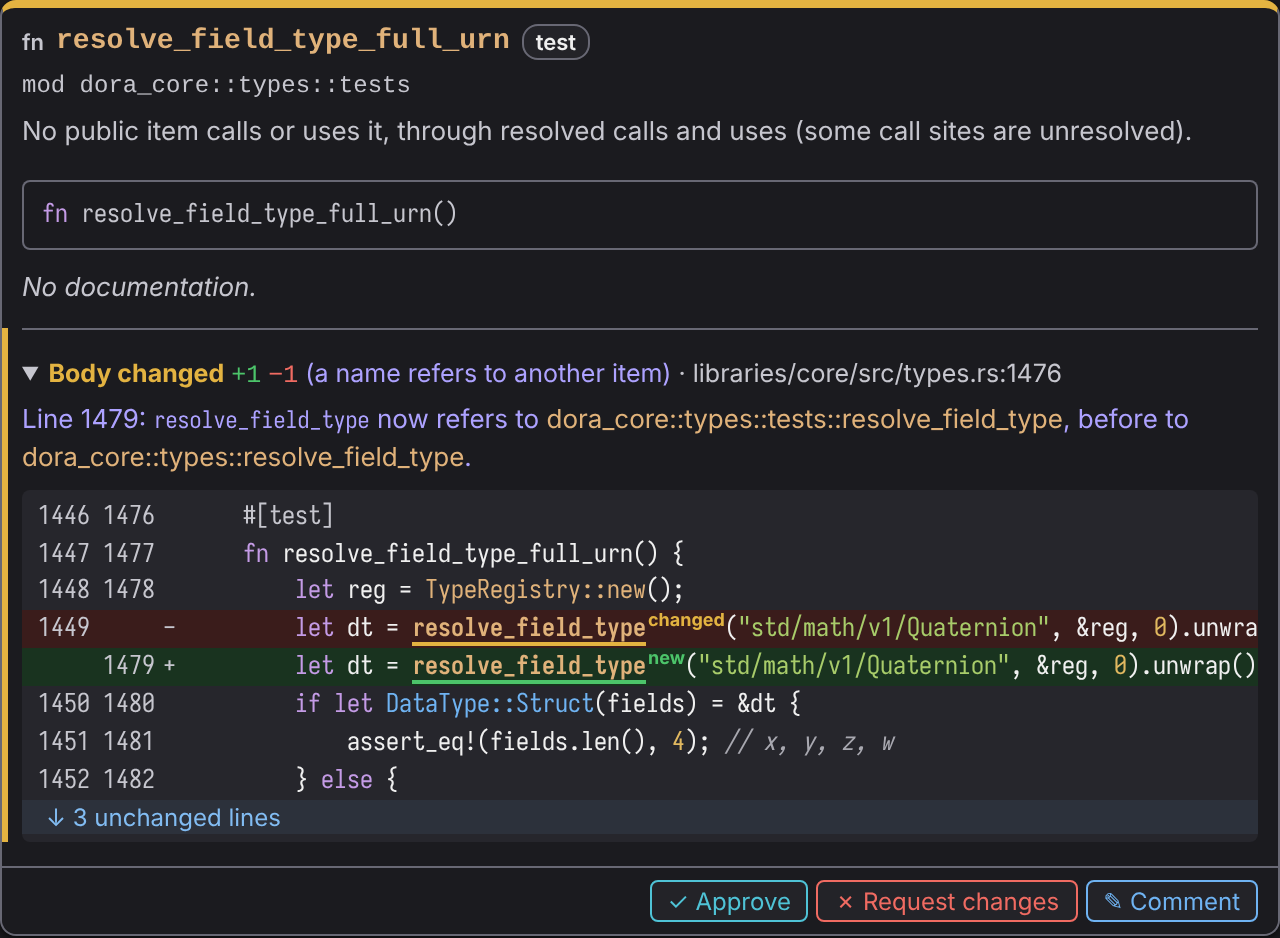 fn resolve_field_type_full_urn test
mod dora_core::types::tests
No public item calls or uses it, through resolved calls and uses (some call sites are unresolved).
fn resolve_field_type_full_urn()
No documentation.
▼ Body changed +1 −1 (a name refers to another item) · libraries/core/src/types.rs:1476
Line 1479: resolve_field_type now refers to dora_core::types::tests::resolve_field_type, before to
dora_core::types::resolve_field_type.
1446 1476 #[test]
1447 1477 fn resolve_field_type_full_urn() {
1448 1478 let reg = TypeRegistry::new();
1449 − let dt = resolve_field_type changed("std/math/v1/Quaternion", &reg, 0).unwra
1479 + let dt = resolve_field_type new("std/math/v1/Quaternion", &reg, 0).unwrap()
1450 1480 if let DataType::Struct(fields) = &dt {
1451 1481 assert_eq!(fields.len(), 4); // x, y, z, w
1452 1482 } else {
↓ 3 unchanged lines
✓ Approve × Request changes ✎ Comment